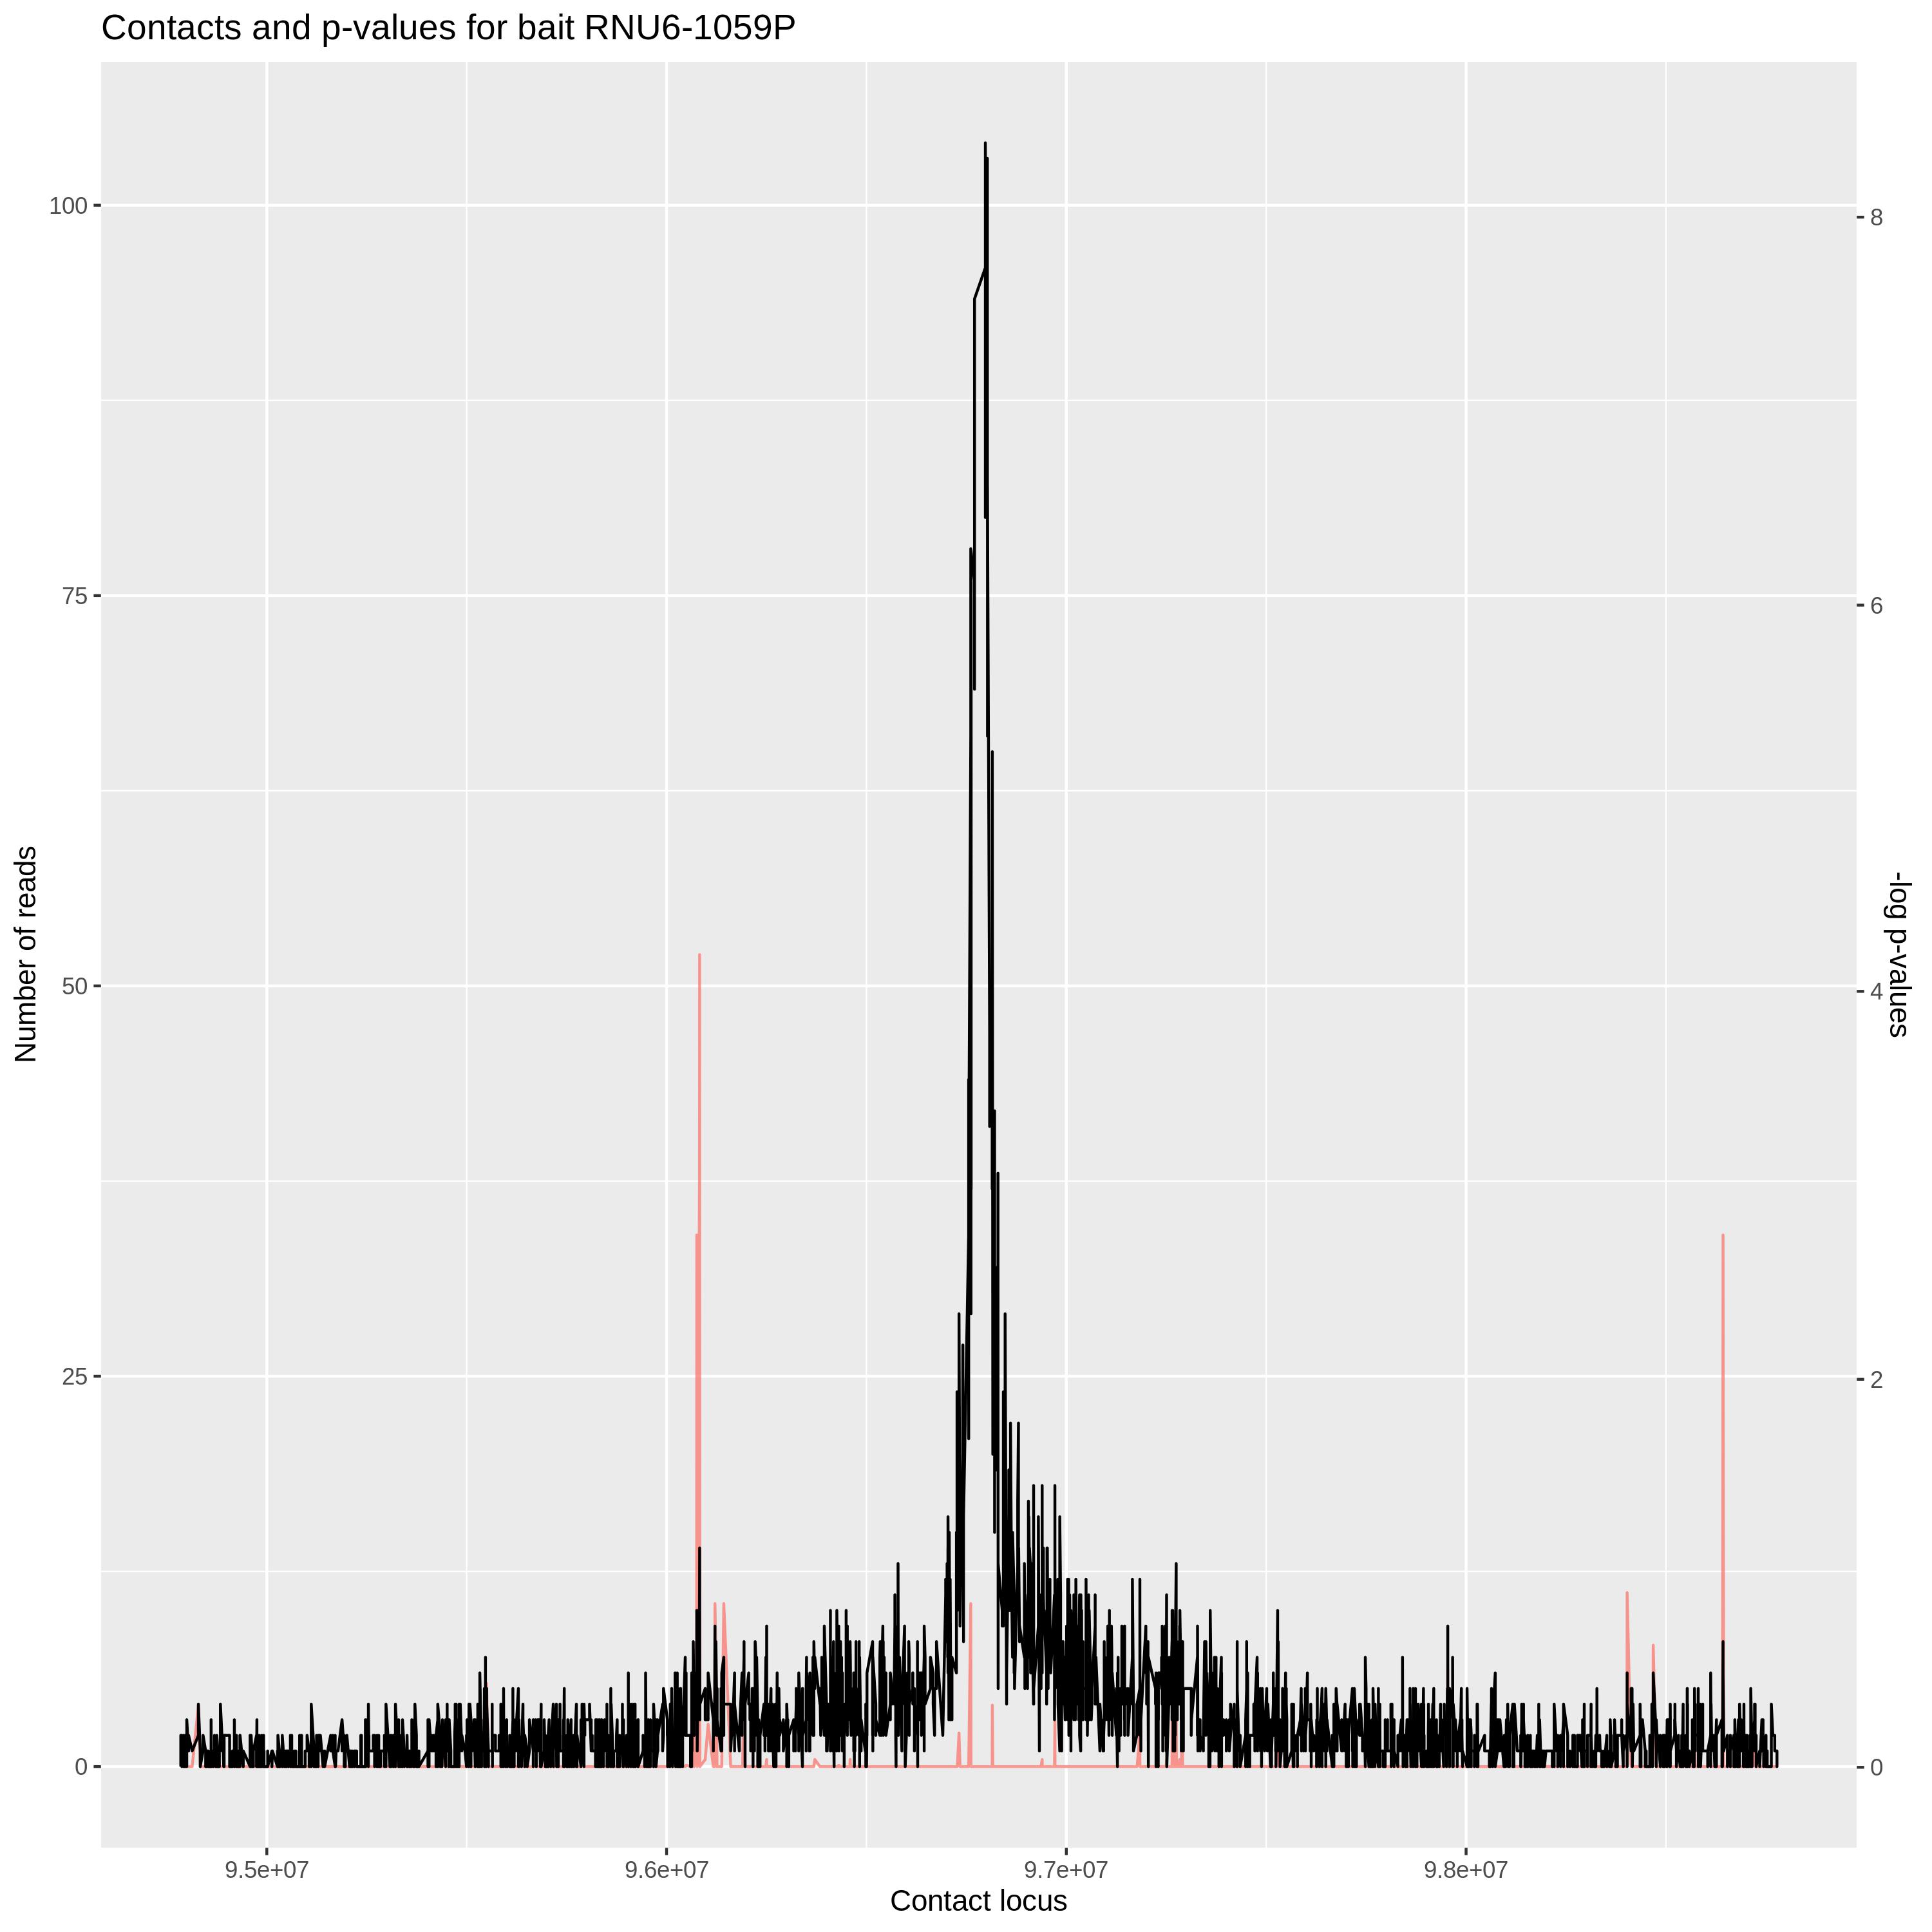 Contacts and p-values for bait RNU6-1059P
100
75
50
25
0
8
6
4
2
0
Number of reads
-log p-values
9.5e+07
9.6e+07
9.7e+07
9.8e+07
Contact locus